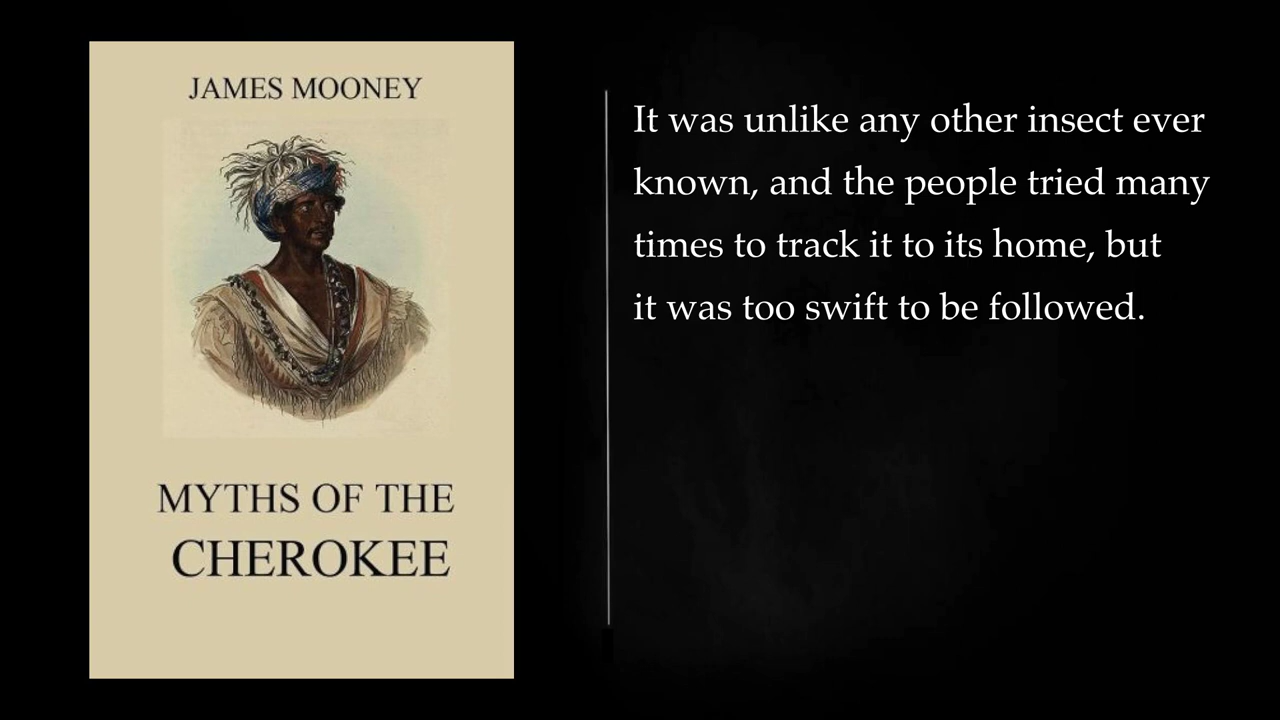 JAMES MOONEY
MYTHS OF THE
CHEROKEE
It was unlike any other insect ever
known, and the people tried many
times to track it to its home, but
it was too swift to be followed.